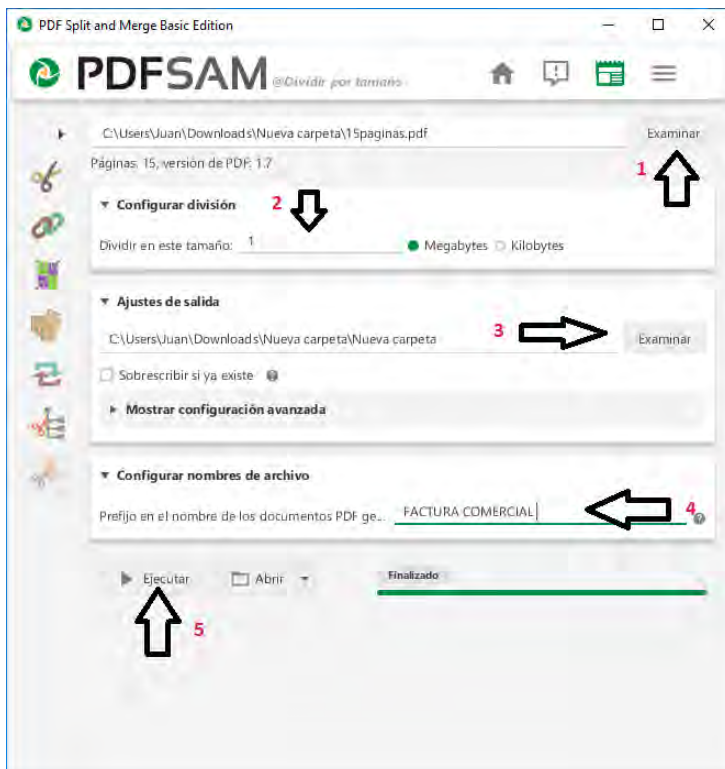 PDF Split and Merge Basic Edition
PDFSAM @Dividir por tamaño
C:\Users\Juan\Downloads\Nueva carpeta\15paginas.pdf Examinar
Páginas: 15, versión de PDF: 1.7
1
Configurar división 2
Dividir en este tamaño: 1 Megabytes Kilobytes
Ajustes de salida
C:\Users\Juan\Downloads\Nueva carpeta\Nueva carpeta 3 Examinar
Sobrescribir si ya existe
Mostrar configuración avanzada
Configurar nombres de archivo
Prefijo en el nombre de los documentos PDF ge... FACTURA COMERCIAL 4
Ejecutar Abrir Finalizado
5